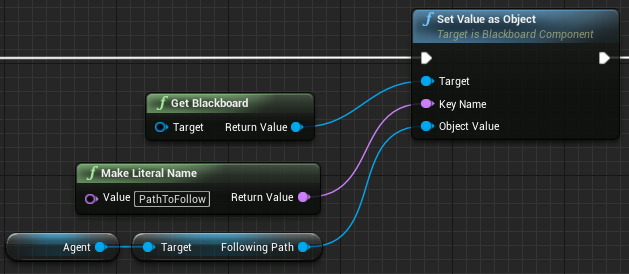 f Set Value as Object
Target is Blackboard Component
Target
Key Name
Object Value
f Get Blackboard
Target Return Value
f Make Literal Name
Value PathToFollow Return Value
Agent Target Following Path